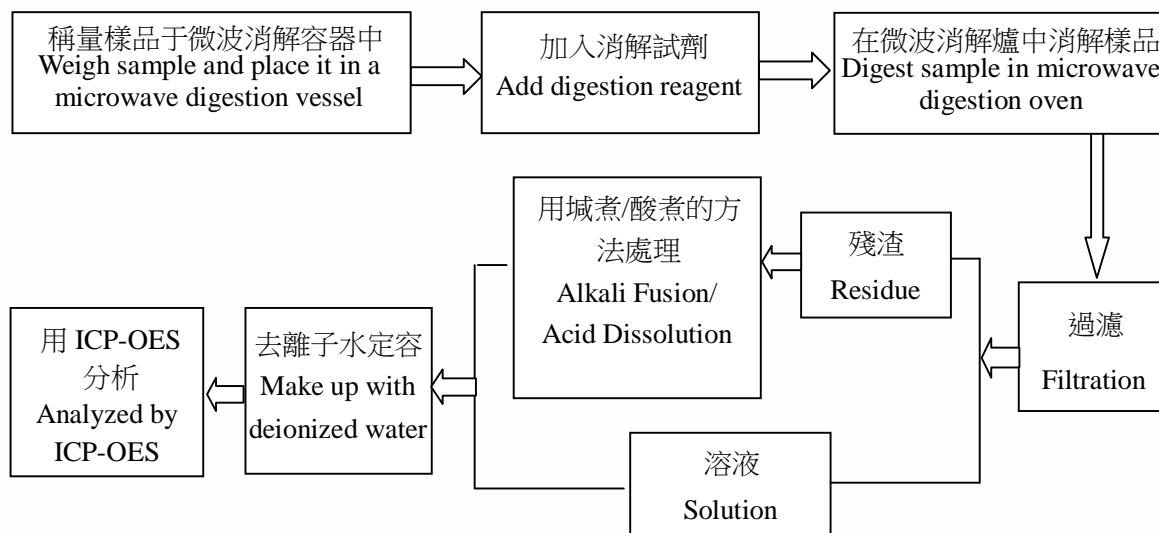 稱量樣品于微波消解容器中
Weigh sample and place it in a
microwave digestion vessel
加入消解試劑
Add digestion reagent
在微波消解爐中消解樣品
Digest sample in microwave
digestion oven
過濾
Filtration
殘渣
Residue
用堿煮/酸煮的方
法處理
Alkali Fusion/
Acid Dissolution
溶液
Solution
去離子水定容
Make up with
deionized water
用 ICP-OES
分析
Analyzed by
ICP-OES